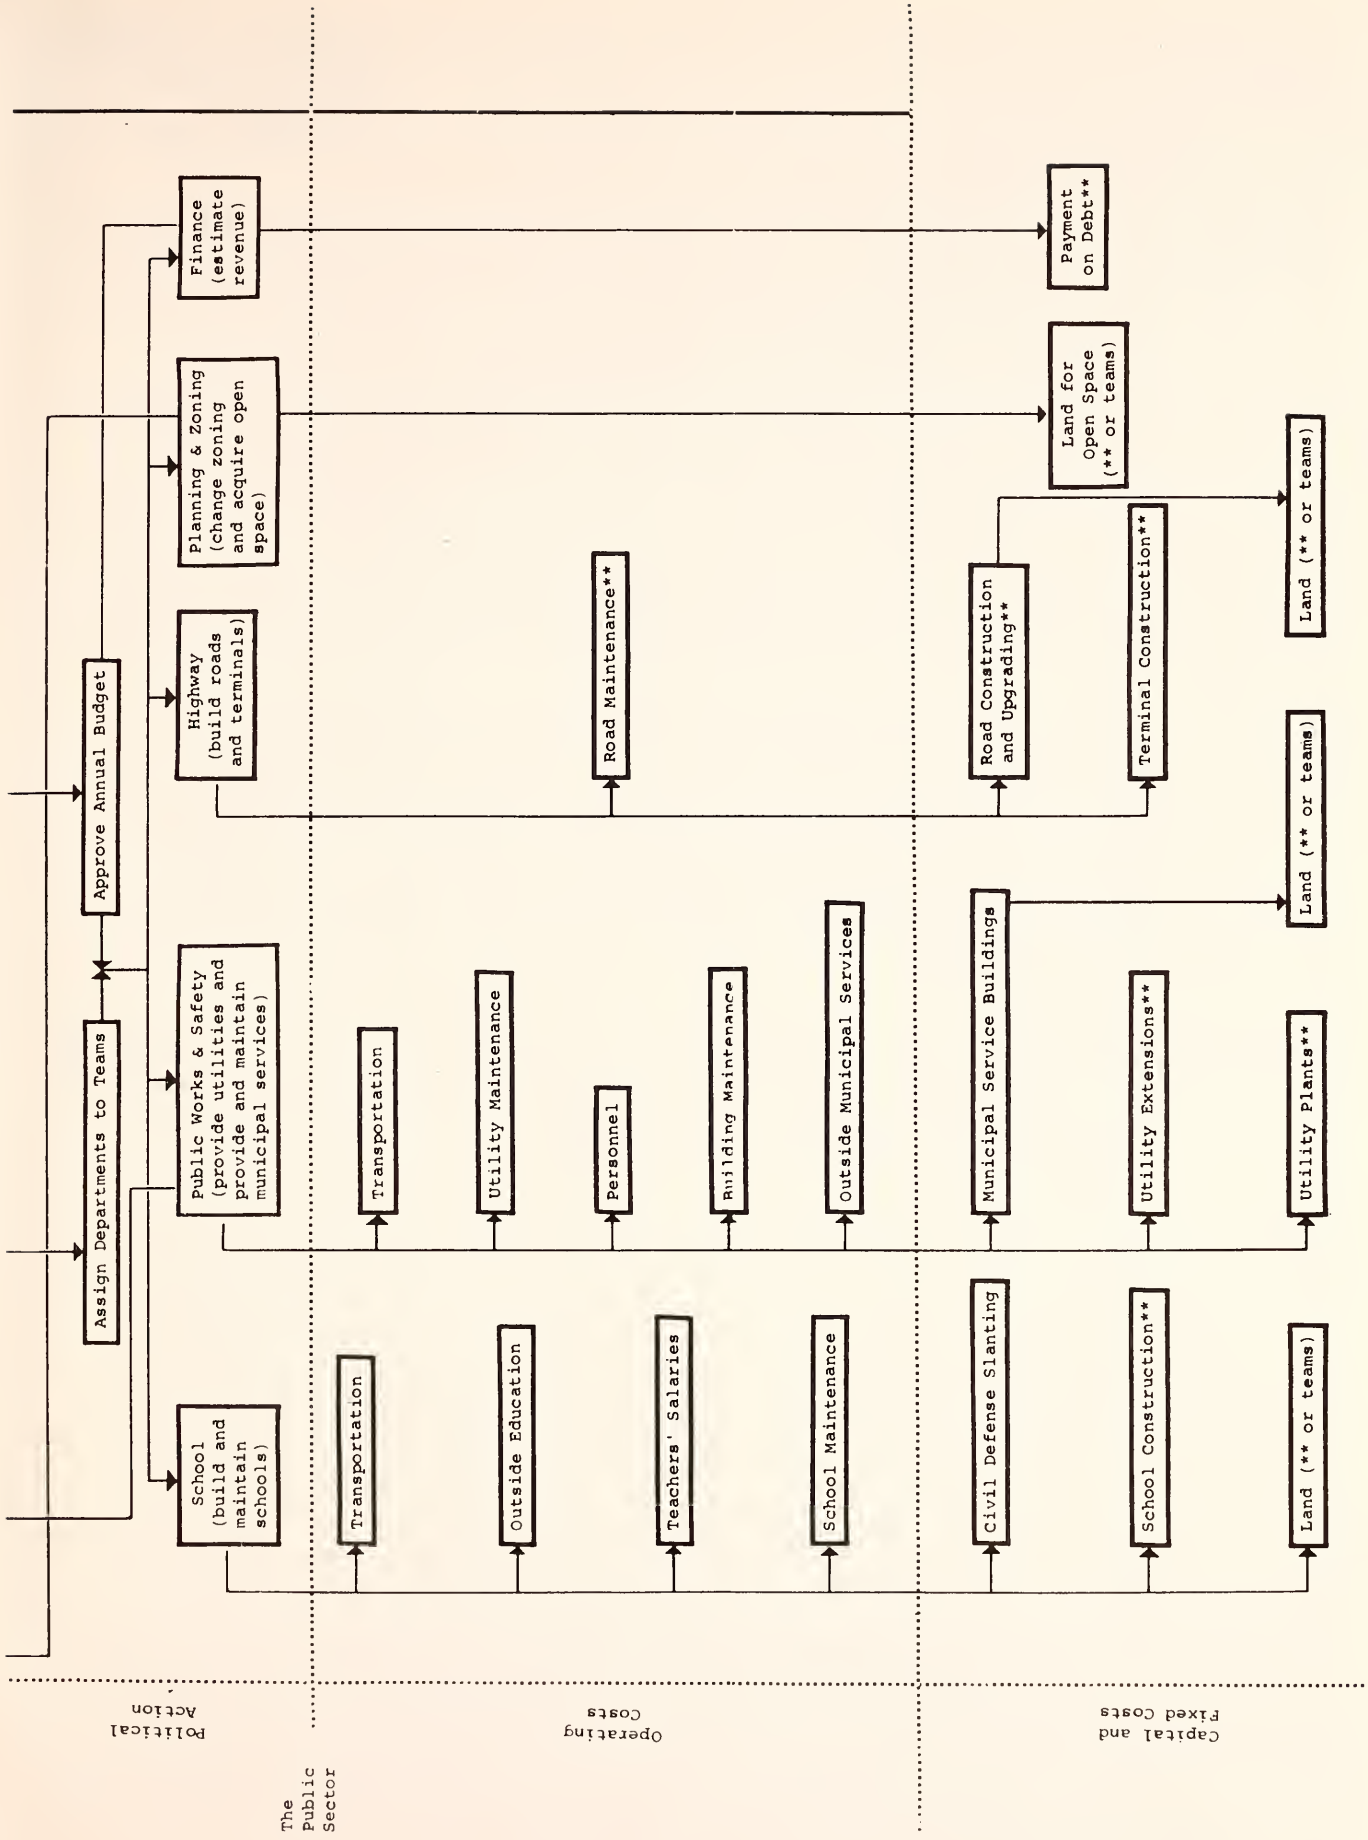 Assign Departments to Teams
Approve Annual Budget
School
(build and
maintain
schools)
Public Works & Safety
(provide utilities and
provide and maintain
municipal services)
Highway
(build roads
and terminals)
Planning & Zoning
(change zoning
and acquire open
space)
Finance
(estimate
revenue)
Political
Action
The
Public
Sector
Transportation
Outside Education
Teachers' Salaries
School Maintenance
Transportation
Utility Maintenance
Personnel
Building Maintenance
Outside Municipal Services
Road Maintenance**
Operating
Costs
Civil Defense Slanting
School Construction**
Land (** or teams)
Municipal Service Buildings
Utility Extensions**
Utility Plants**
Land (** or teams)
Road Construction
and Upgrading**
Terminal Construction**
Land (** or teams)
Land for
Open Space
(** or teams)
Payment
on Debt**
Capital and
Fixed Costs